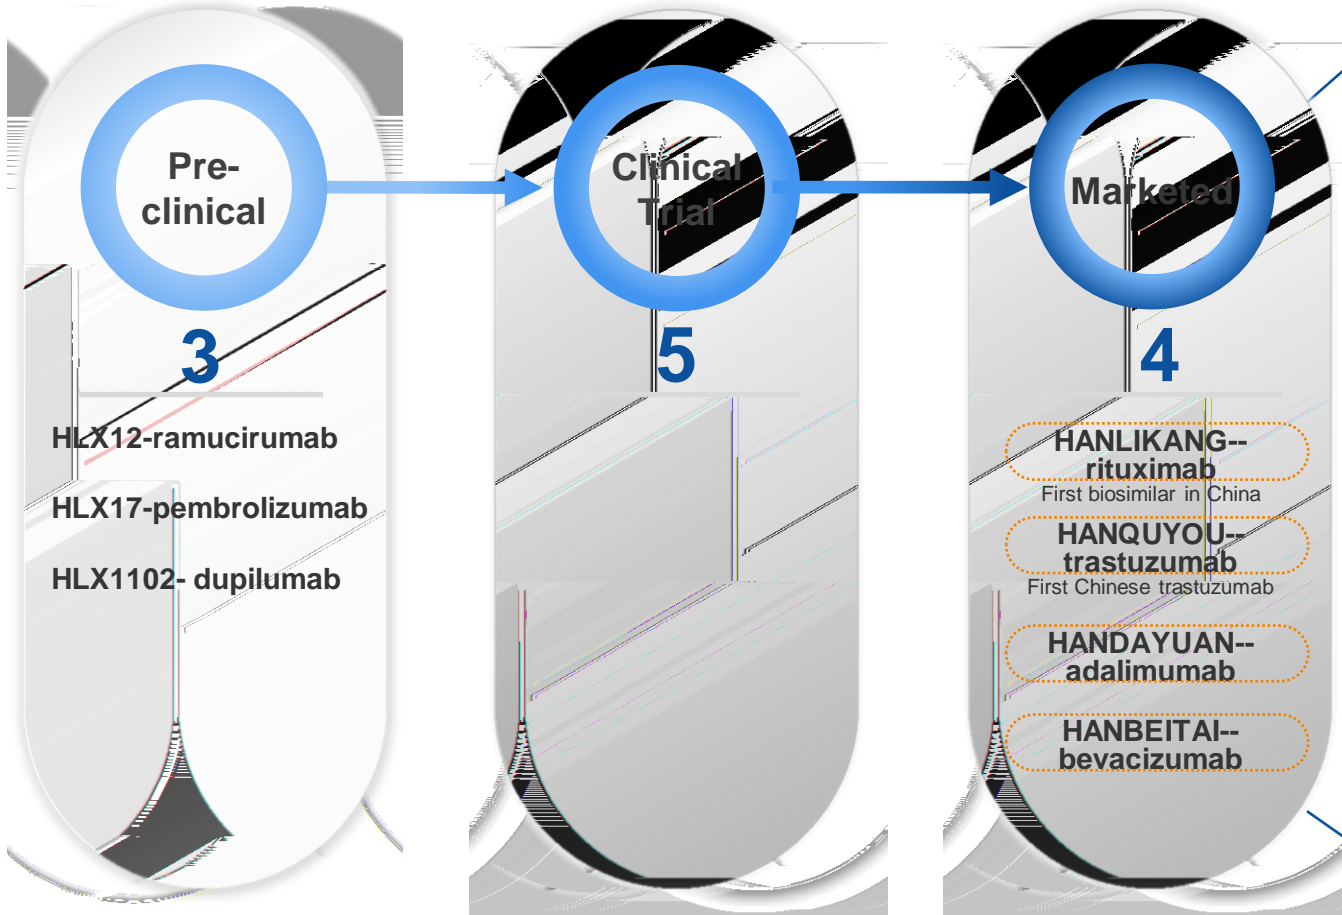 Pre-
clinical
3
HLX12-ramucirumab
HLX17-pembrolizumab
HLX1102- dupilumab
Clinical
Trial
5
Marketed
4
HANLIKANG--
rituximab
First biosimilar in China
HANQUYOU--
trastuzumab
First Chinese trastuzumab
HANDAYUAN--
adalimumab
HANBEITAI--
bevacizumab